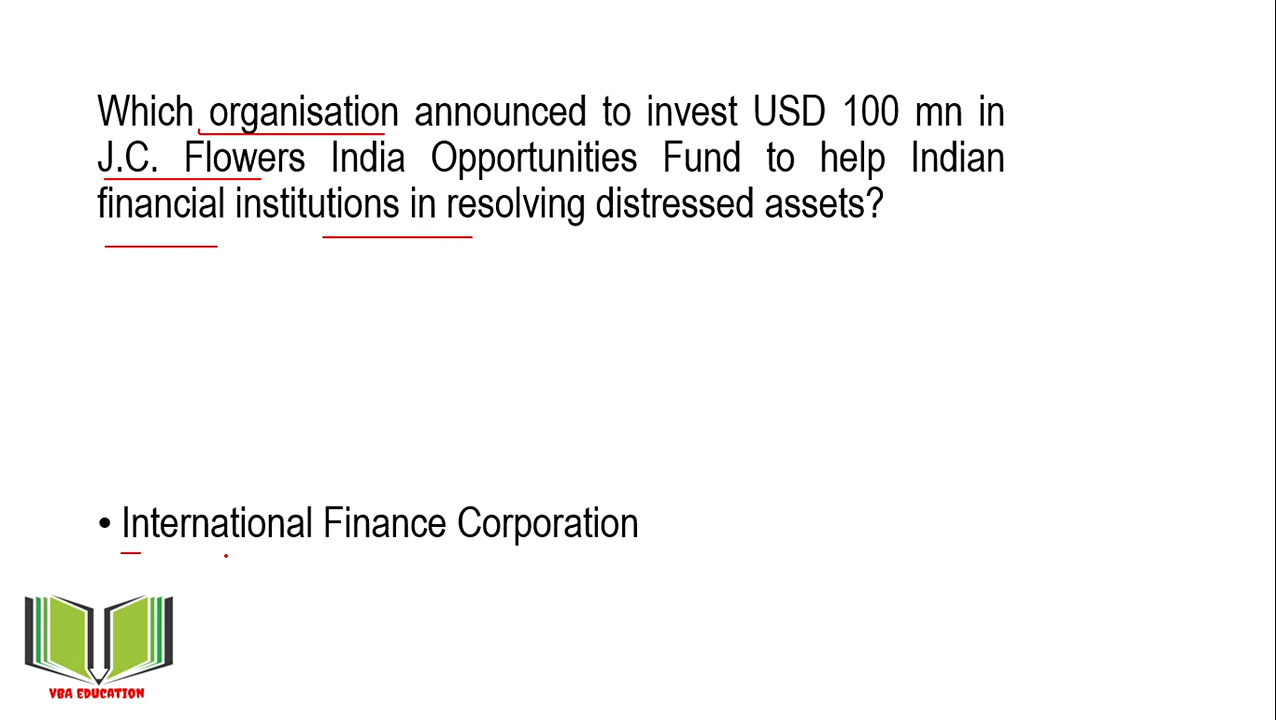 Which organisation announced to invest USD 100 mn in
J.C. Flowers India Opportunities Fund to help Indian
financial institutions in resolving distressed assets?
• International Finance Corporation
VBA EDUCATION